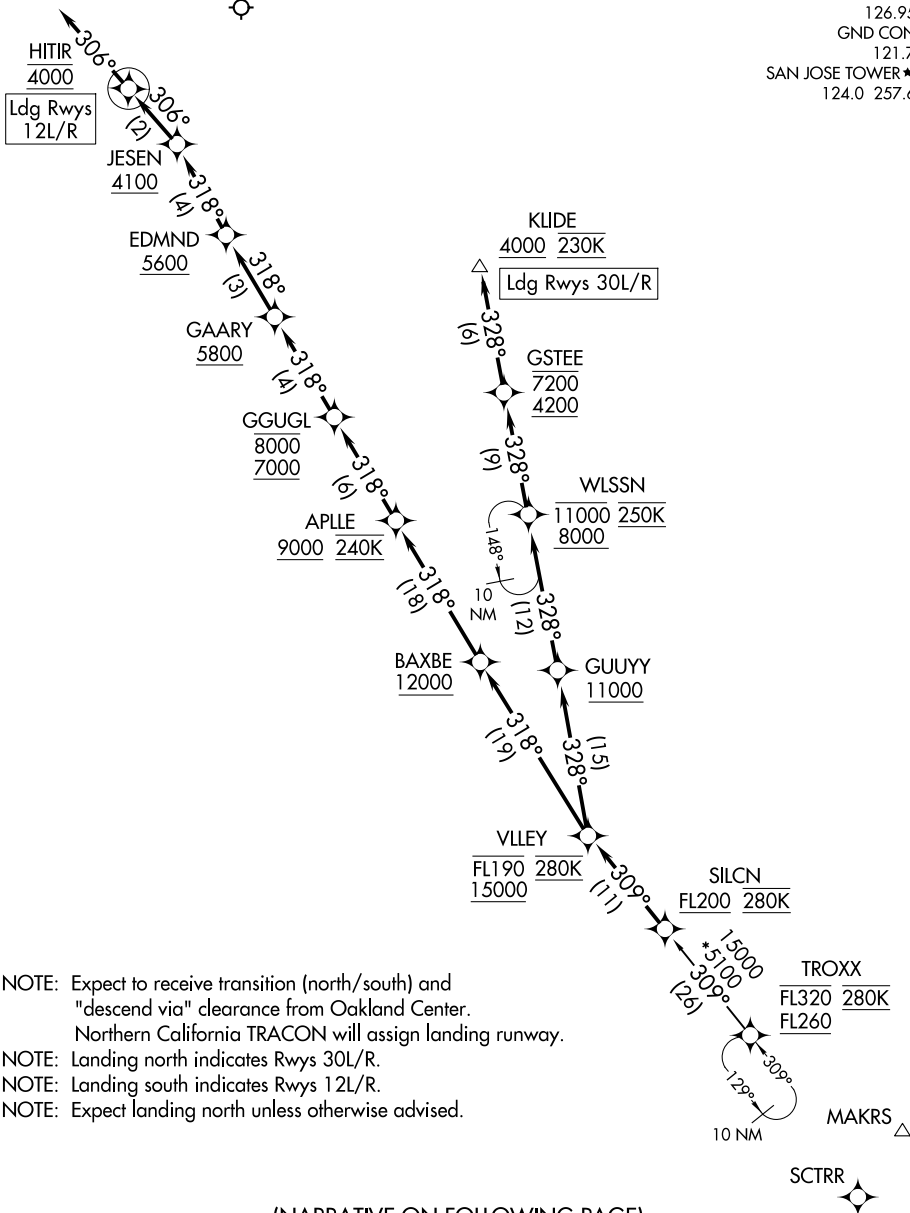 126.95
GND CON
121.7
SAN JOSE TOWER★
124.0 257.6
306°
HITIR
4000
Ldg Rwys
12L/R
306°
(2)
JESEN
4100
318°
(4)
EDMND
5600
318°
(3)
GAARY
5800
318°
(4)
GGUGL
8000
7000
318°
(6)
APLLE
9000 240K
318°
(18)
BAXBE
12000
318°
(19)
KLIDE
4000 230K
Ldg Rwys 30L/R
328°
(6)
GSTEE
7200
4200
328°
(9)
WLSSN
11000 250K
8000
148°
10
NM
328°
(12)
GUUYY
11000
328°
(15)
VLLEY
FL190 280K
15000
309°
(11)
SILCN
FL200 280K
15000
*5100
309°
(26)
TROXX
FL320 280K
FL260
309°
129°
10 NM
MAKRS
SCTRR
NOTE: Expect to receive transition (north/south) and
"descend via" clearance from Oakland Center.
Northern California TRACON will assign landing runway.
NOTE: Landing north indicates Rwys 30L/R.
NOTE: Landing south indicates Rwys 12L/R.
NOTE: Expect landing north unless otherwise advised.
(NARRATIVE ON FOLLOWING PAGE)